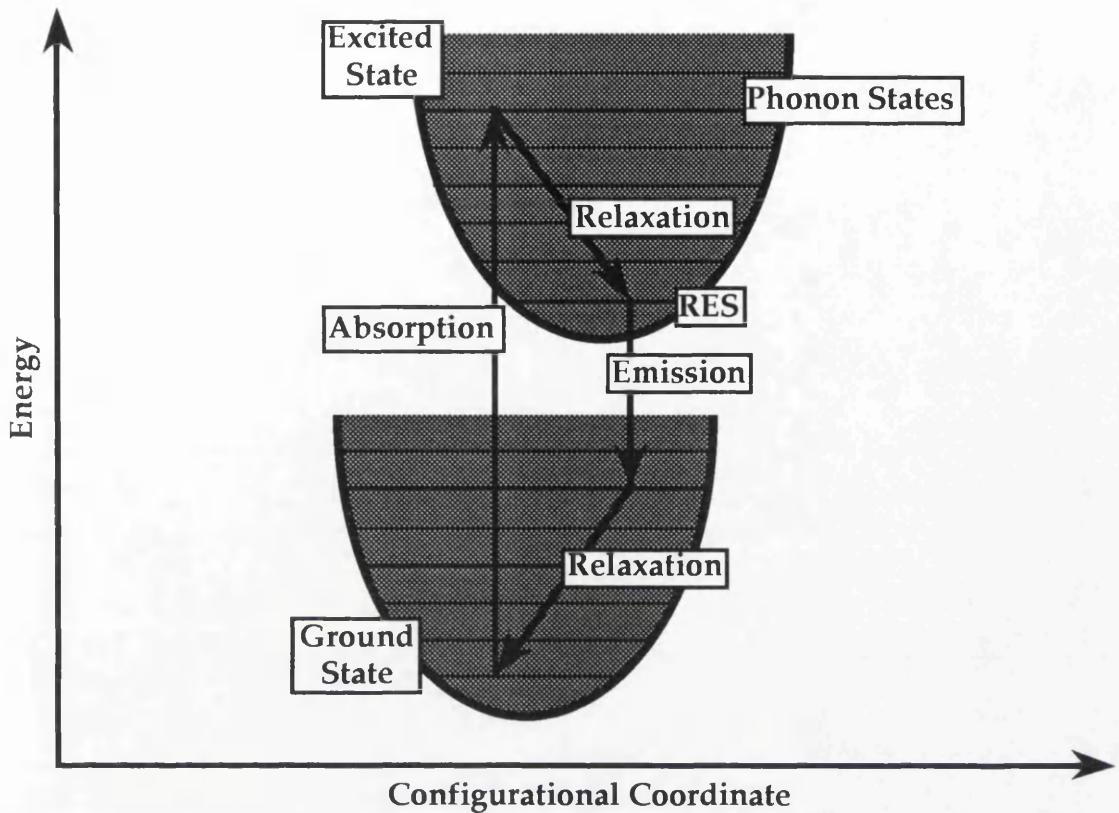 Excited
State
Phonon States
Relaxation
RES
Absorption
Emission
Energy
Relaxation
Ground
State
Configurational Coordinate